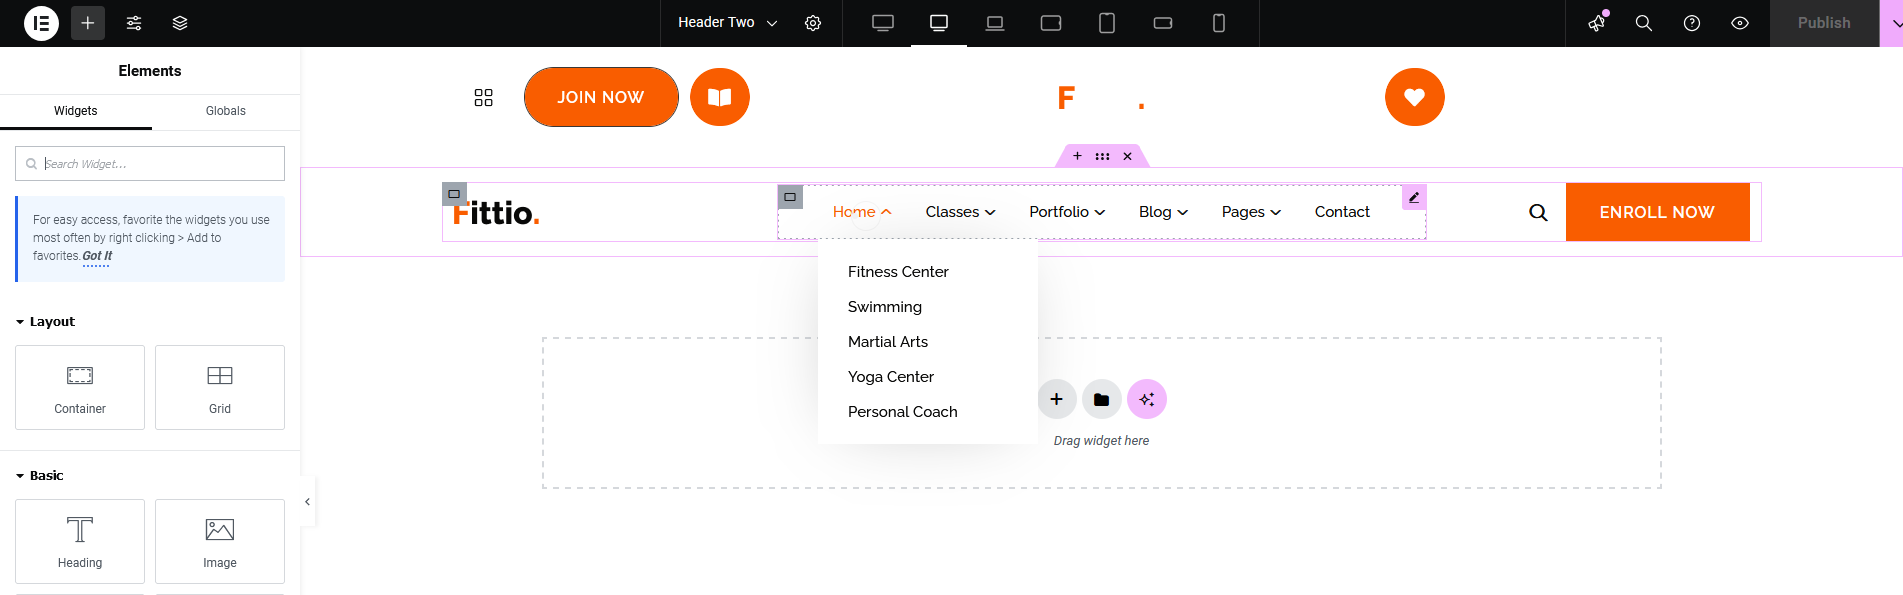 Header Two
Publish
Elements
Widgets
Globals
Search Widget...
For easy access, favorite the widgets you use
most often by right clicking > Add to
favorites. Got It
Layout
Container
Grid
Basic
Heading
Image
JOIN NOW
F .
Fittio.
Home
Classes
Portfolio
Blog
Pages
Contact
ENROLL NOW
Fitness Center
Swimming
Martial Arts
Yoga Center
Personal Coach
Drag widget here